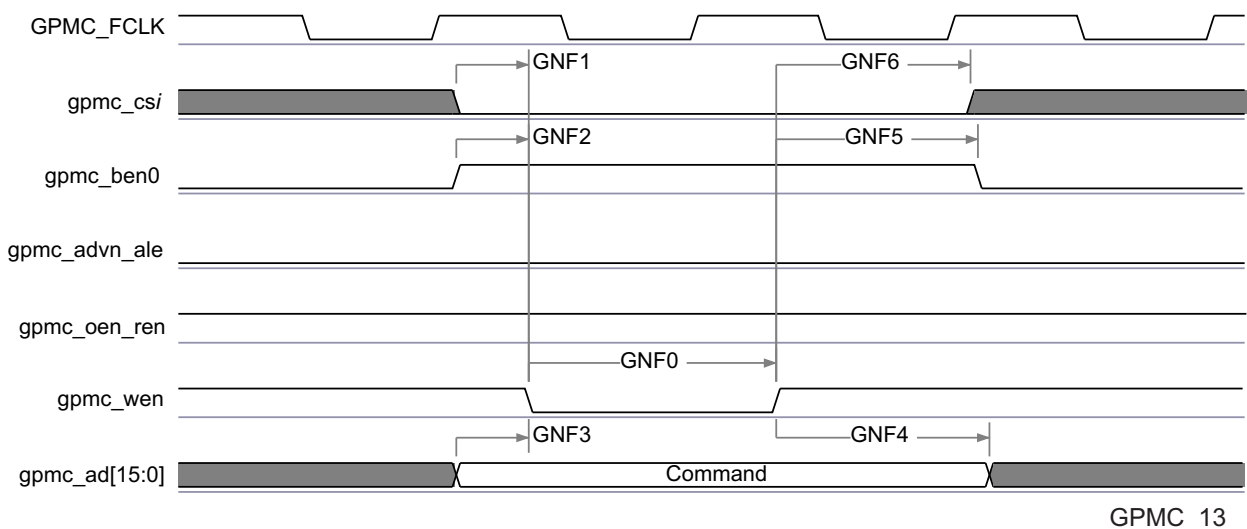 GPMC_FCLK
GNF1
GNF6
gpmc_csi
GNF2
GNF5
gpmc_ben0
gpmc_advn_ale
gpmc_oen_ren
GNF0
gpmc_wen
GNF3
GNF4
gpmc_ad[15:0]
Command
GPMC_13